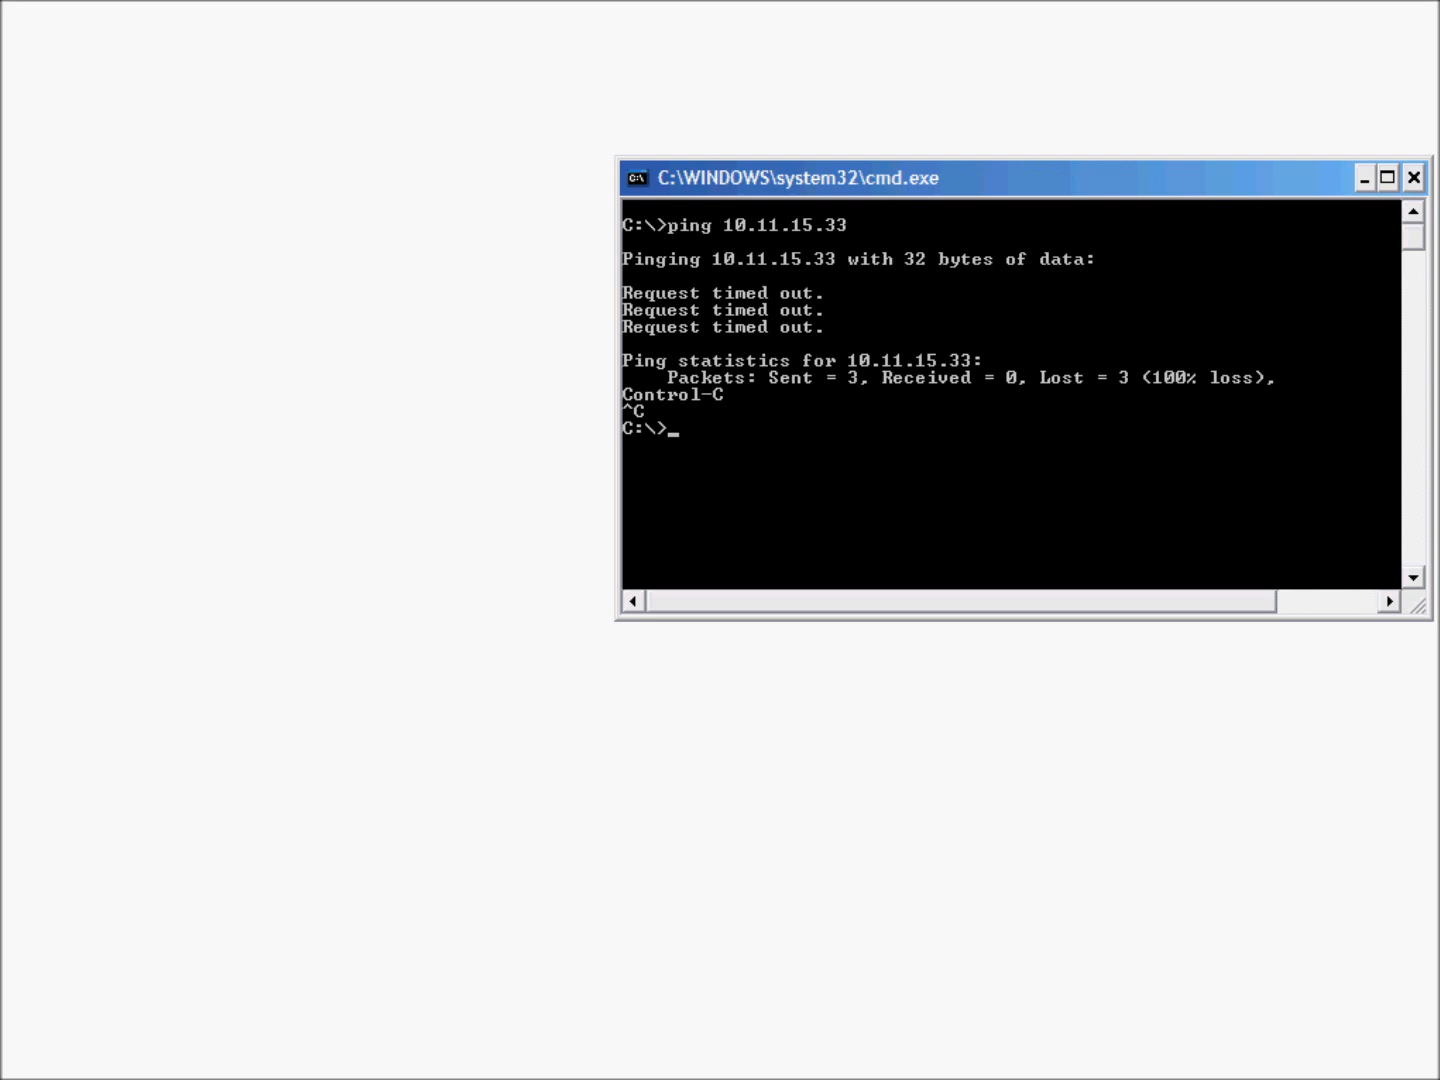 C:\WINDOWS\system32\cmd.exe
C:\>ping 10.11.15.33
Pinging 10.11.15.33 with 32 bytes of data:
Request timed out.
Request timed out.
Request timed out.
Ping statistics for 10.11.15.33:
    Packets: Sent = 3, Received = 0, Lost = 3 (100% loss),
Control-C
^C
C:\>_